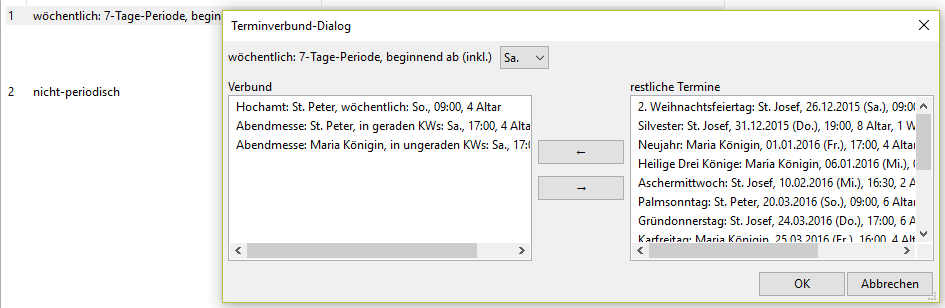 1 wöchentlich: 7-Tage-Periode, beginn
2 nicht-periodisch
Terminverbund-Dialog
wöchentlich: 7-Tage-Periode, beginnend ab (inkl.) Sa.
Verbund
Hochamt: St. Peter, wöchentlich: So., 09:00, 4 Altar
Abendmesse: St. Peter, in geraden KWs: Sa., 17:00, 4 Alta
Abendmesse: Maria Königin, in ungeraden KWs: Sa., 17:0
←
→
restliche Termine
2. Weihnachtsfeiertag: St. Josef, 26.12.2015 (Sa.), 09:0
Silvester: St. Josef, 31.12.2015 (Do.), 19:00, 8 Altar, 1 W
Neujahr: Maria Königin, 01.01.2016 (Fr.), 17:00, 4 Alta
Heilige Drei Könige: Maria Königin, 06.01.2016 (Mi.), 0
Aschermittwoch: St. Josef, 10.02.2016 (Mi.), 16:30, 2 A
Palmsonntag: St. Peter, 20.03.2016 (So.), 09:00, 6 Altar
Gründonnerstag: St. Josef, 24.03.2016 (Do.), 17:00, 6 A
Karfreitag: Maria Königin, 25.03.2016 (Fr.), 16:00, 4 Alt
OK
Abbrechen